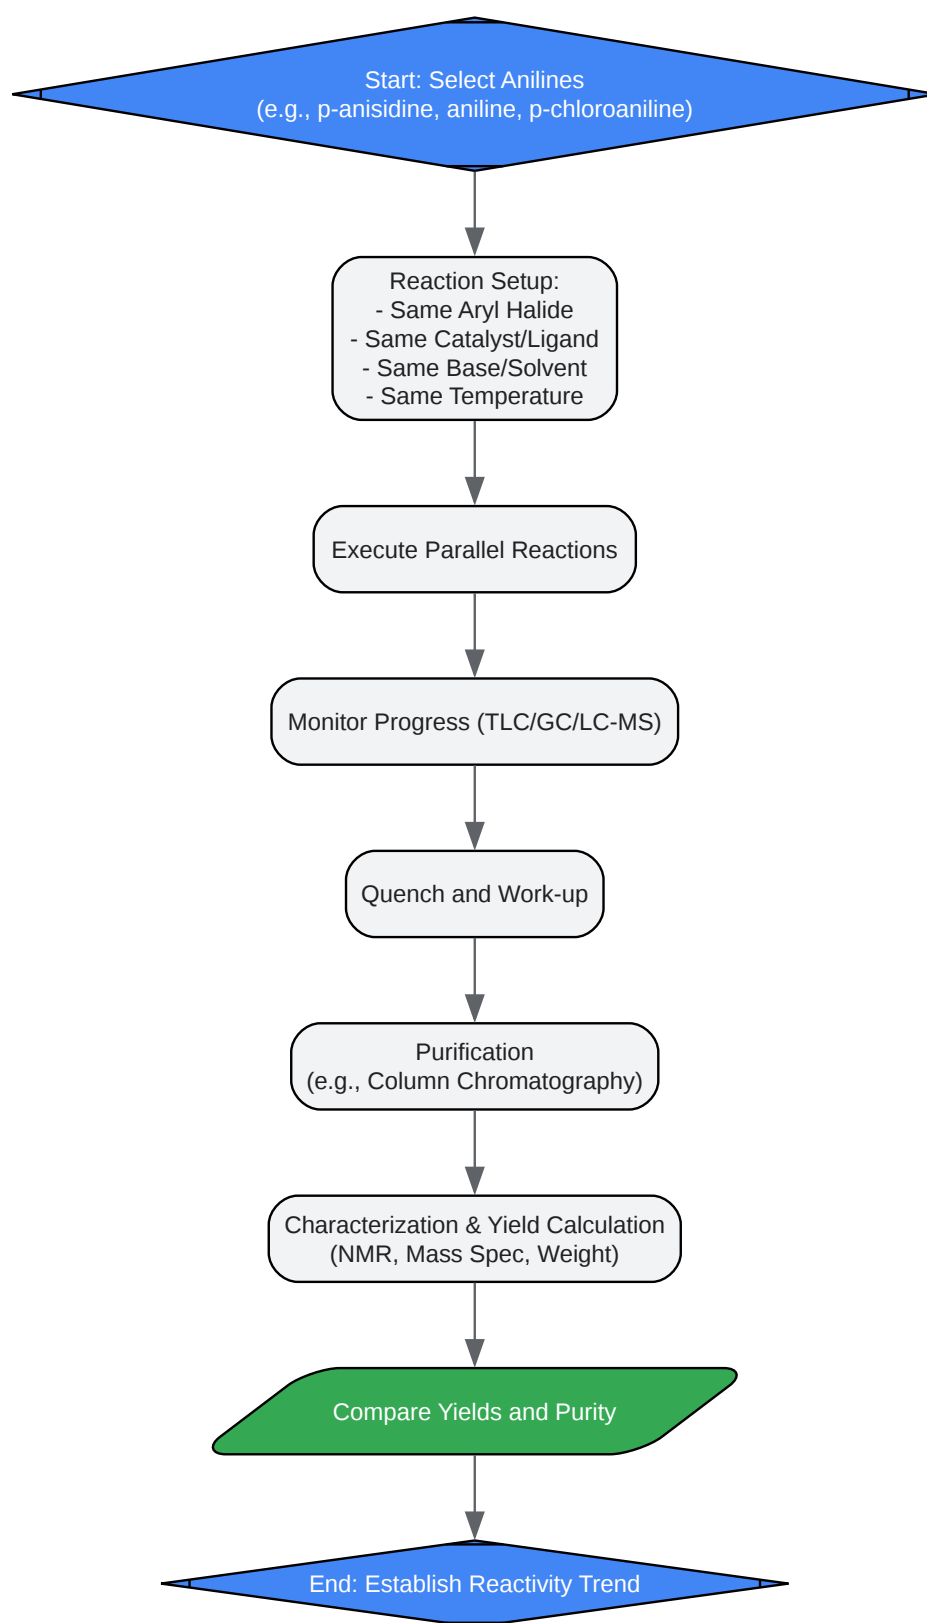 Start: Select Anilines
(e.g., p-anisidine, aniline, p-chloroaniline)
Reaction Setup:
- Same Aryl Halide
- Same Catalyst/Ligand
- Same Base/Solvent
- Same Temperature
Execute Parallel Reactions
Monitor Progress (TLC/GC/LC-MS)
Quench and Work-up
Purification
(e.g., Column Chromatography)
Characterization & Yield Calculation
(NMR, Mass Spec, Weight)
Compare Yields and Purity
End: Establish Reactivity Trend